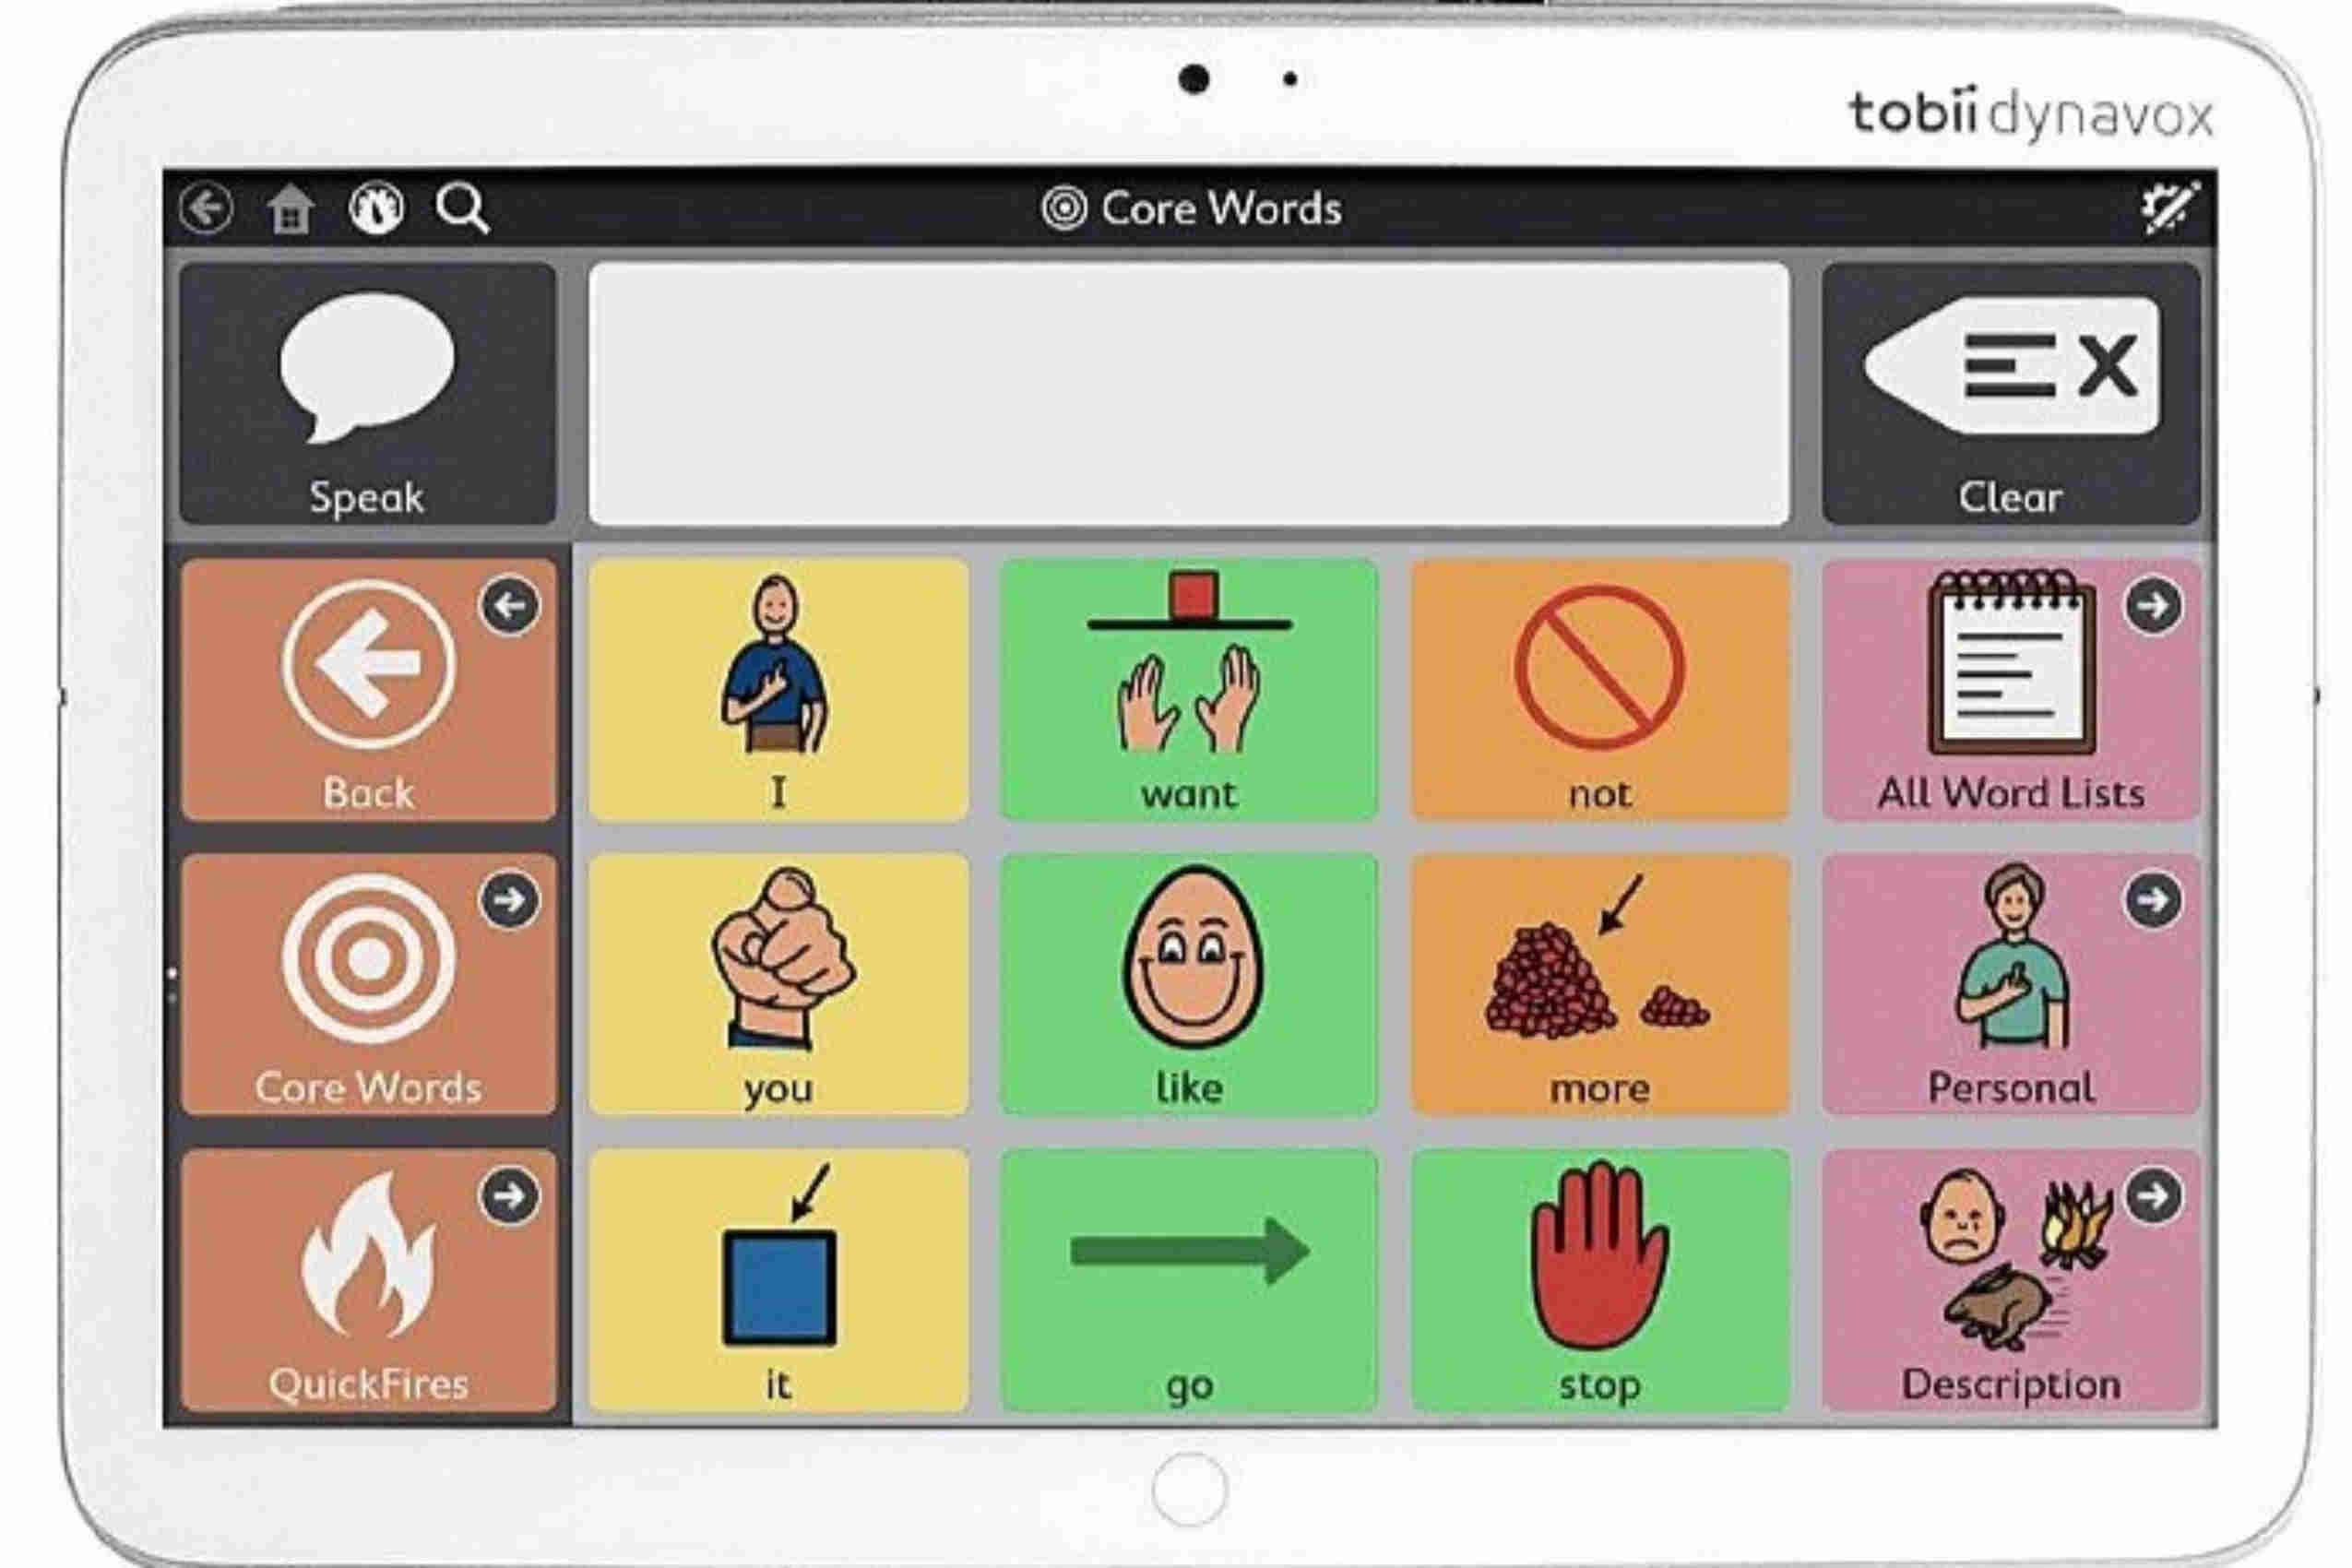 tobii dynavox
Core Words
Speak
Clear
Back
I
want
not
All Word Lists
Core Words
you
like
more
Personal
QuickFires
it
go
stop
Description